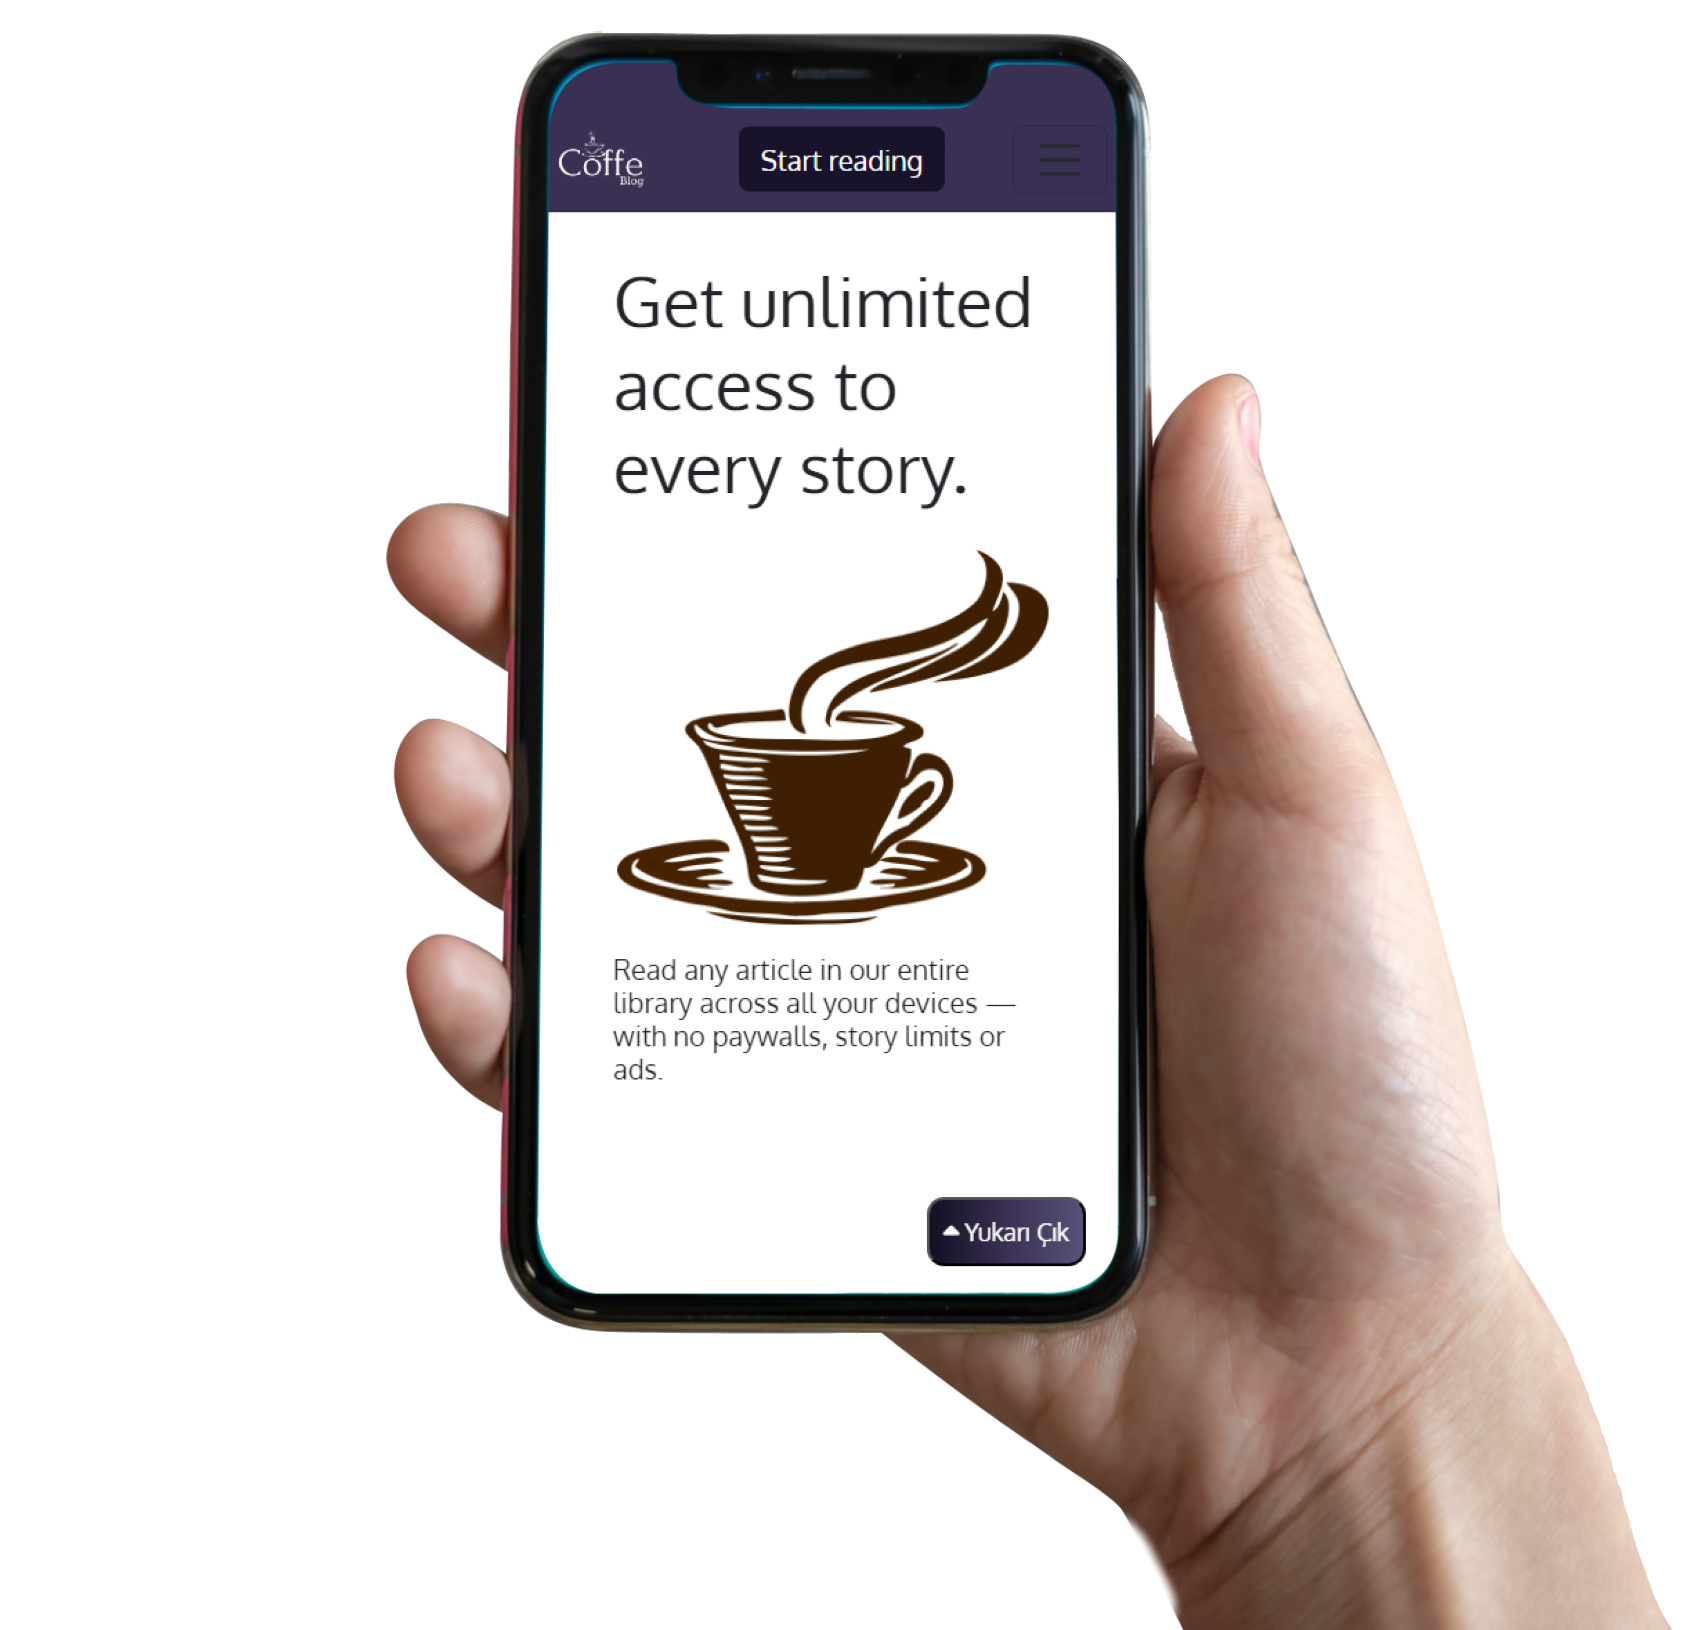 Coffe
Blog
Start reading
Get unlimited
access to
every story.
Read any article in our entire
library across all your devices —
with no paywalls, story limits or
ads.
Yukarı Çık